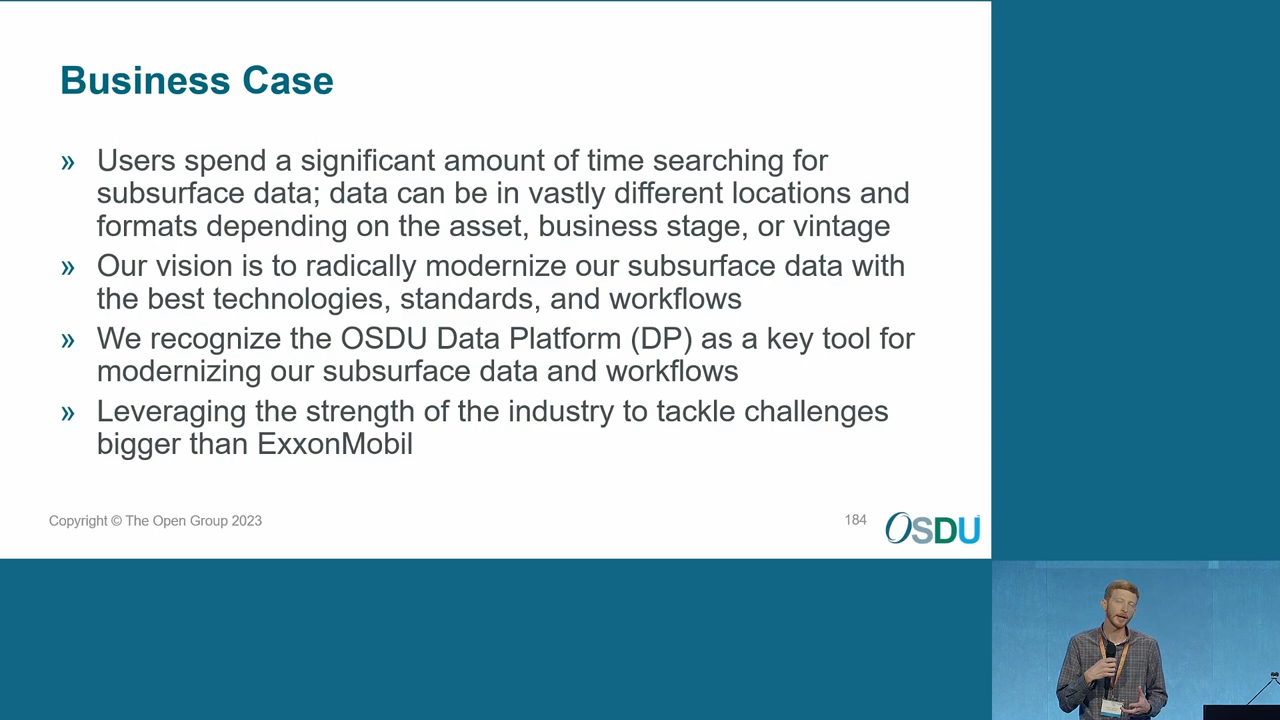 Business Case
» Users spend a significant amount of time searching for
subsurface data; data can be in vastly different locations and
formats depending on the asset, business stage, or vintage
» Our vision is to radically modernize our subsurface data with
the best technologies, standards, and workflows
» We recognize the OSDU Data Platform (DP) as a key tool for
modernizing our subsurface data and workflows
» Leveraging the strength of the industry to tackle challenges
bigger than ExxonMobil
Copyright © The Open Group 2023
184
OSDU